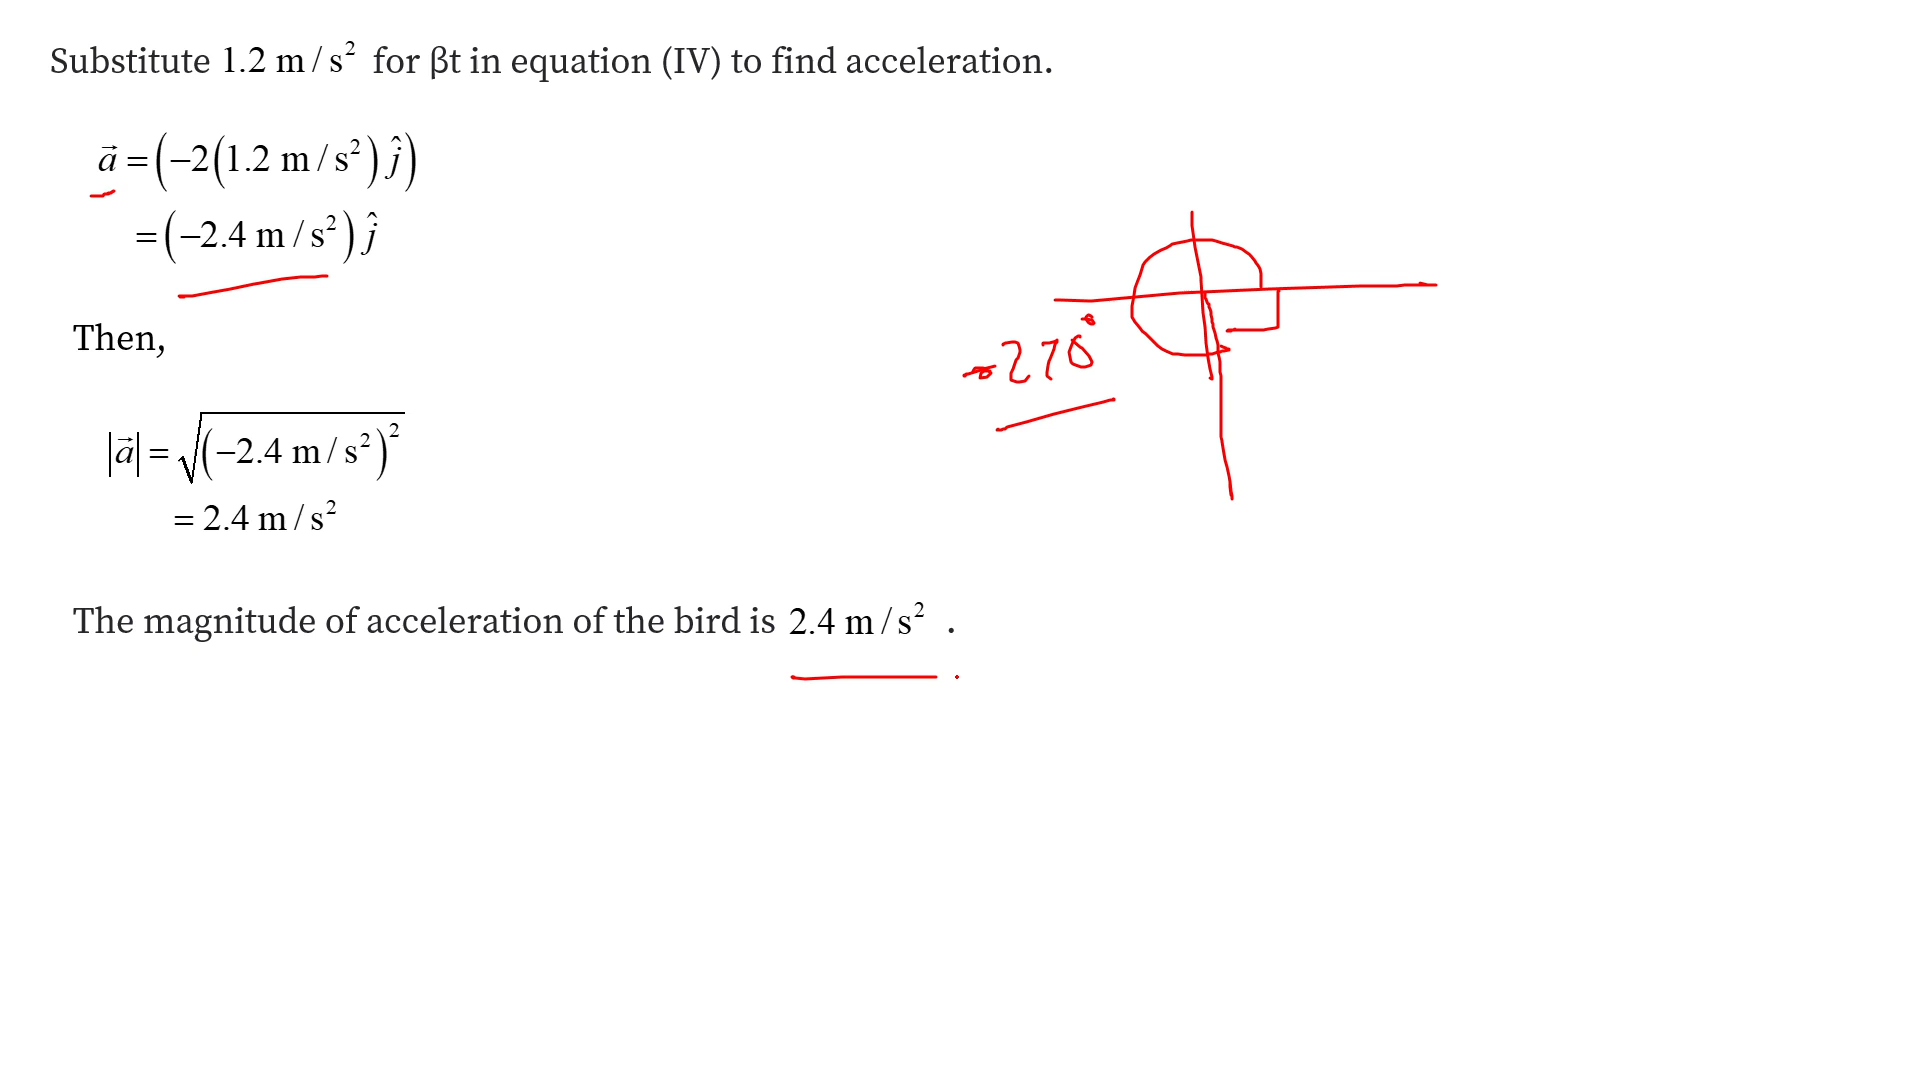 Substitute 1.2 m/s² for βt in equation (IV) to find acceleration.
a⃗ = (−2(1.2 m/s²) ĵ)
= (−2.4 m/s²) ĵ
Then,
|a⃗| = √(−2.4 m/s²)²
= 2.4 m/s²
The magnitude of acceleration of the bird is 2.4 m/s² .
270°